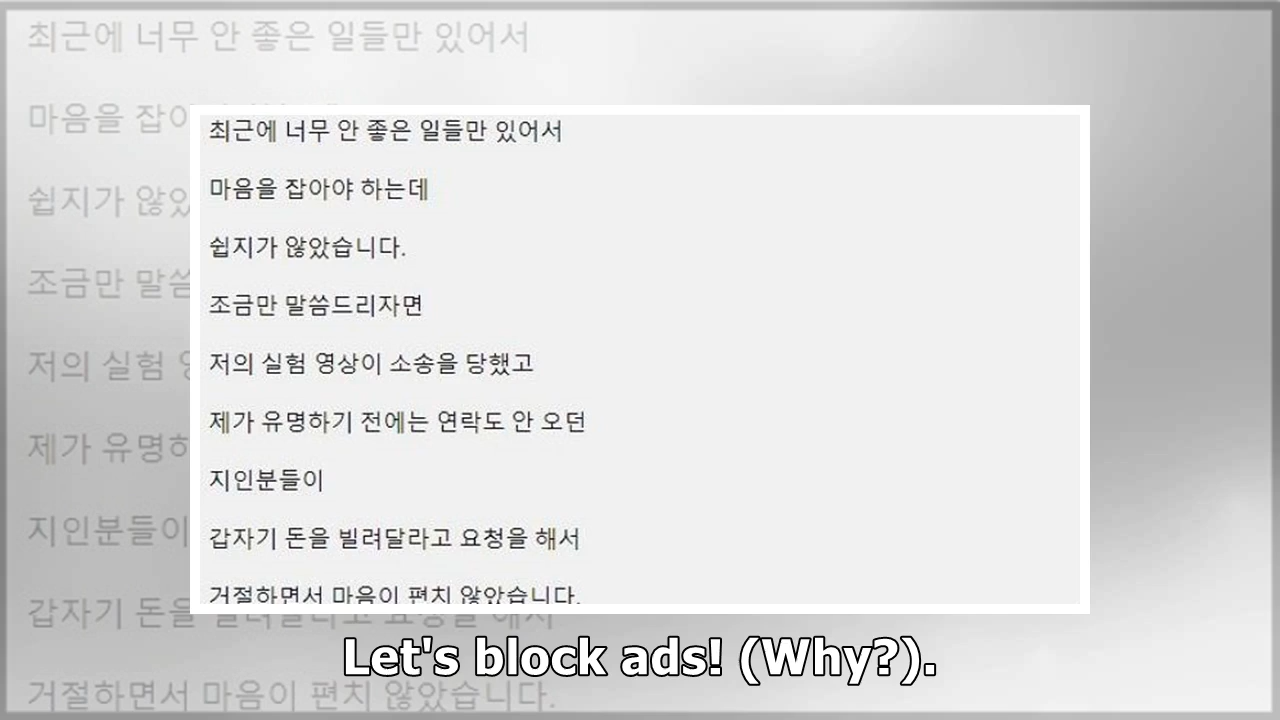 최근에 너무 안 좋은 일들만 있어서
마음을 잡아야 하는데
쉽지가 않았습니다.
조금만 말씀드리자면
저의 실험 영상이 소송을 당했고
제가 유명하기 전에는 연락도 안 오던
지인분들이
갑자기 돈을 빌려달라고 요청을 해서
거절하면서 마음이 편치 않았습니다.
Let's block ads! (Why?).